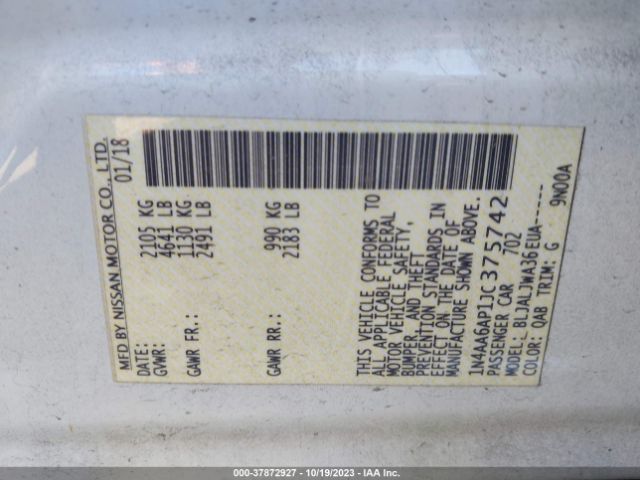 MFD BY NISSAN MOTOR CO., LTD.
DATE: 01/18
GVWR: 2105 KG
4641 LB
GAWR FR.: 1130 KG
2491 LB
GAWR RR.: 990 KG
2183 LB
THIS VEHICLE CONFORMS TO
ALL APPLICABLE FEDERAL
MOTOR VEHICLE SAFETY,
BUMPER, AND THEFT
PREVENTION STANDARDS IN
EFFECT ON THE DATE OF
MANUFACTURE SHOWN ABOVE.
1N4AA6AP1JC375742
PASSENGER CAR 702
MODEL: BLJALJWA36EUA------
COLOR: QAB TRIM: G 9N00A
000-37872927 - 10/19/2023 - IAA Inc.